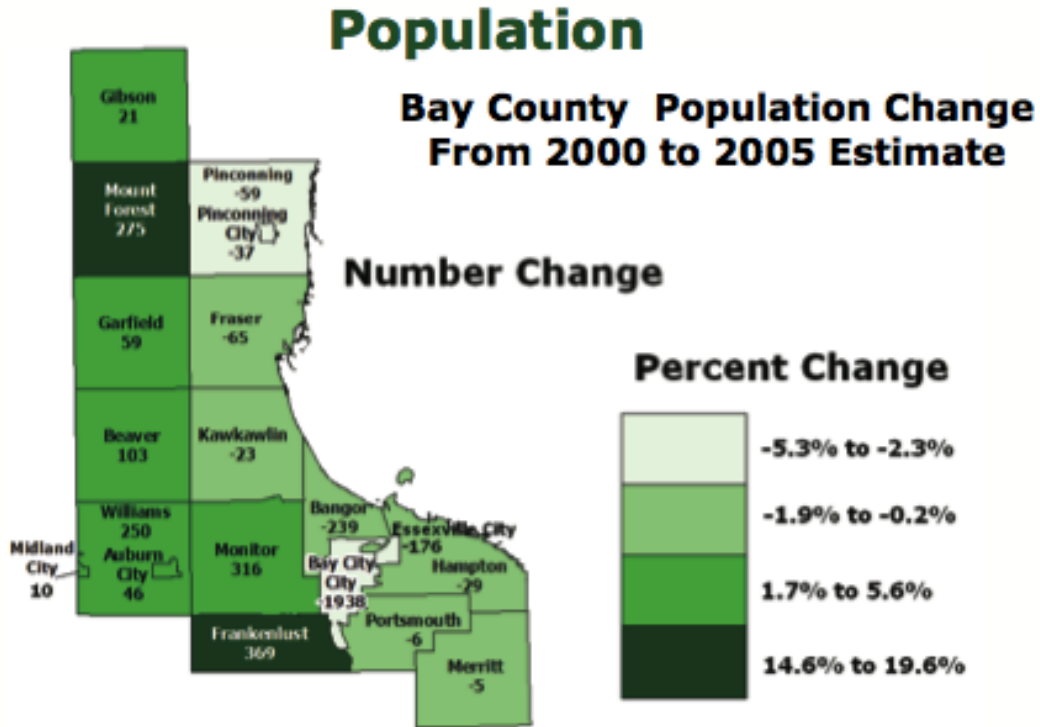 Population
Bay County Population Change
From 2000 to 2005 Estimate
Gibson
21
Mount
Forest
275
Pinconning
-59
Pinconning
City
-37
Number Change
Garfield
59
Fraser
-65
Percent Change
-5.3% to -2.3%
-1.9% to -0.2%
1.7% to 5.6%
14.6% to 19.6%
Beaver
103
Kawkawlin
-23
Williams
250
Midland
City
10
Auburn
City
46
Monitor
316
Bangor
-239
Essexville City
-176
Bay City
City
-1938
Hampton
-29
Portsmouth
-6
Frankenlust
369
Merritt
-5